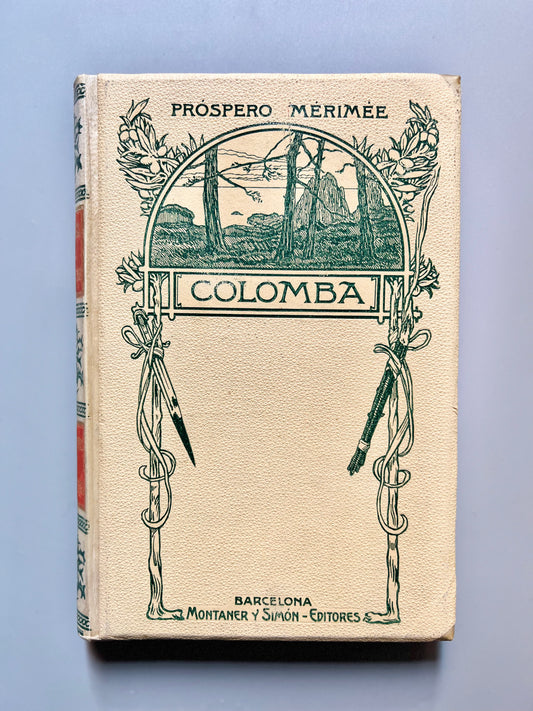 PRÓSPERO MÉRIMÉE
COLOMBA
BARCELONA
MONTANER Y SIMÓN-EDITORES